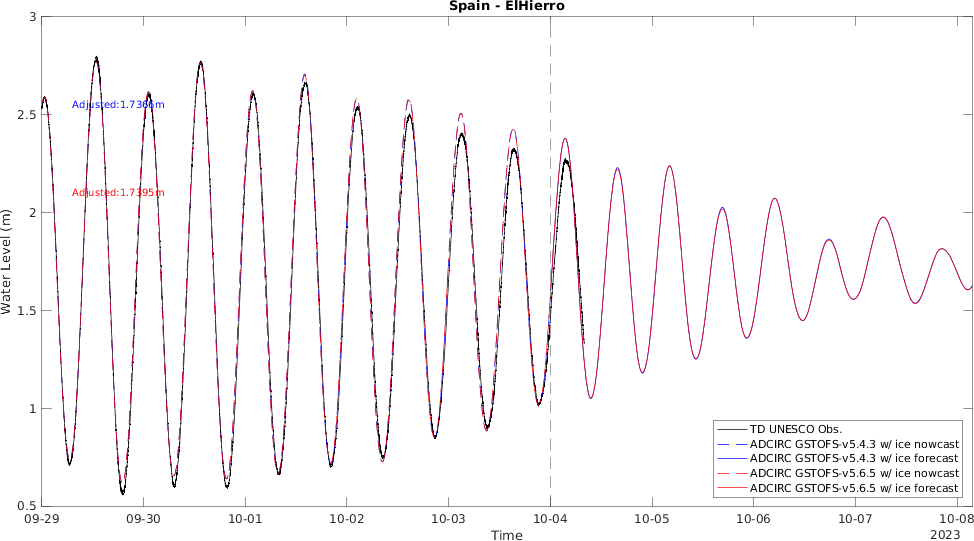 Spain - ElHierro
3
2.5
2
1.5
1
0.5
Water Level (m)
Adjusted:1.7366m
Adjusted:1.7395m
TD UNESCO Obs.
ADCIRC GSTOFS-v5.4.3 w/ ice nowcast
ADCIRC GSTOFS-v5.4.3 w/ ice forecast
ADCIRC GSTOFS-v5.6.5 w/ ice nowcast
ADCIRC GSTOFS-v5.6.5 w/ ice forecast
09-29 09-30 10-01 10-02 10-03 10-04 10-05 10-06 10-07 10-08
Time
2023